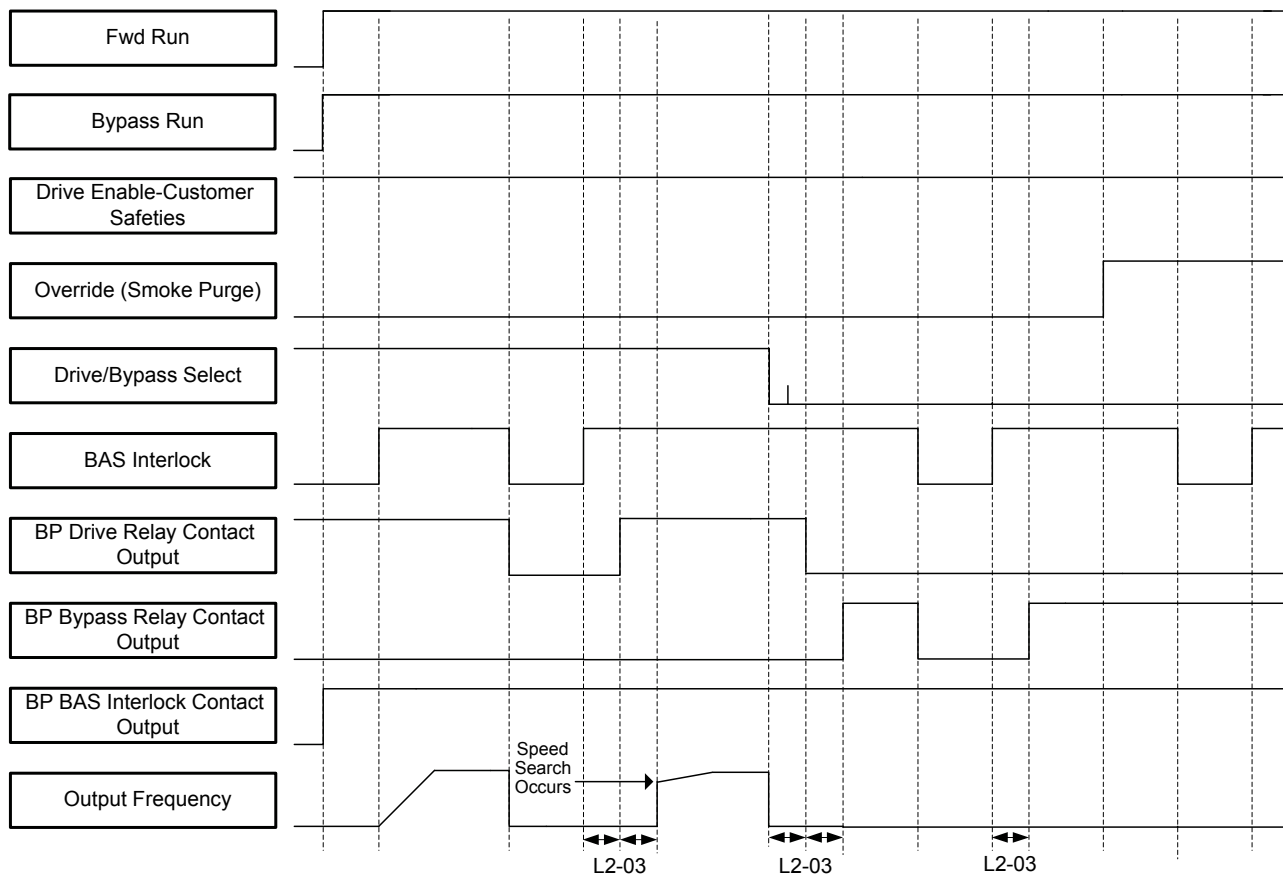 Fwd Run
Bypass Run
Drive Enable-Customer
Safeties
Override (Smoke Purge)
Drive/Bypass Select
BAS Interlock
BP Drive Relay Contact
Output
BP Bypass Relay Contact
Output
BP BAS Interlock Contact
Output
Speed
Search
Occurs
Output Frequency
L2-03
L2-03
L2-03